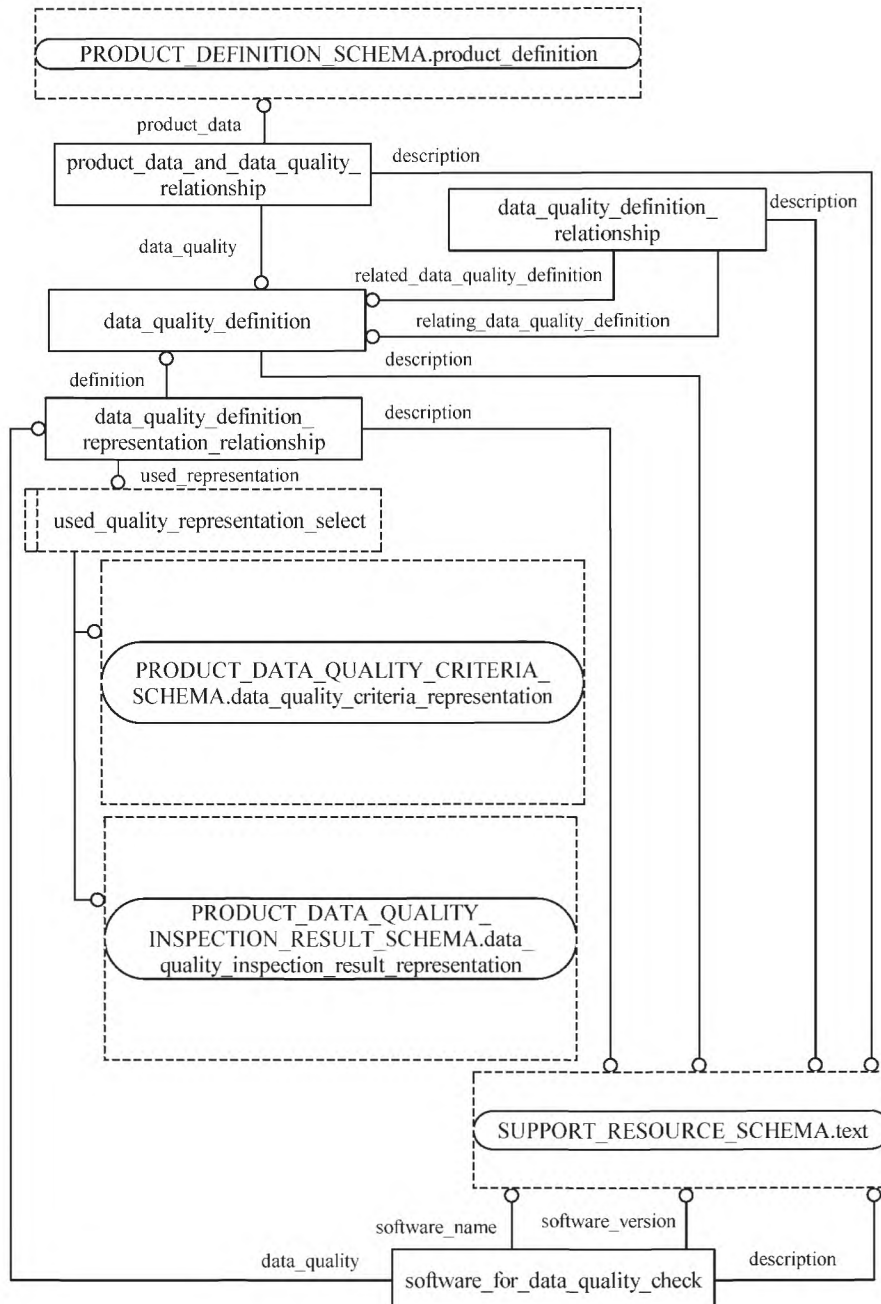 PRODUCT_DEFINITION_SCHEMA.product_definition
product_data
product_data_and_data_quality_
relationship
description
data_quality_definition_
relationship
description
data_quality
related_data_quality_definition
data_quality_definition
relating_data_quality_definition
description
definition
data_quality_definition_
representation_relationship
description
used_representation
used_quality_representation_select
PRODUCT_DATA_QUALITY_CRITERIA_
SCHEMA.data_quality_criteria_representation
PRODUCT_DATA_QUALITY_
INSPECTION_RESULT_SCHEMA.data_
quality_inspection_result_representation
SUPPORT_RESOURCE_SCHEMA.text
software_name
software_version
data_quality
description
software_for_data_quality_check